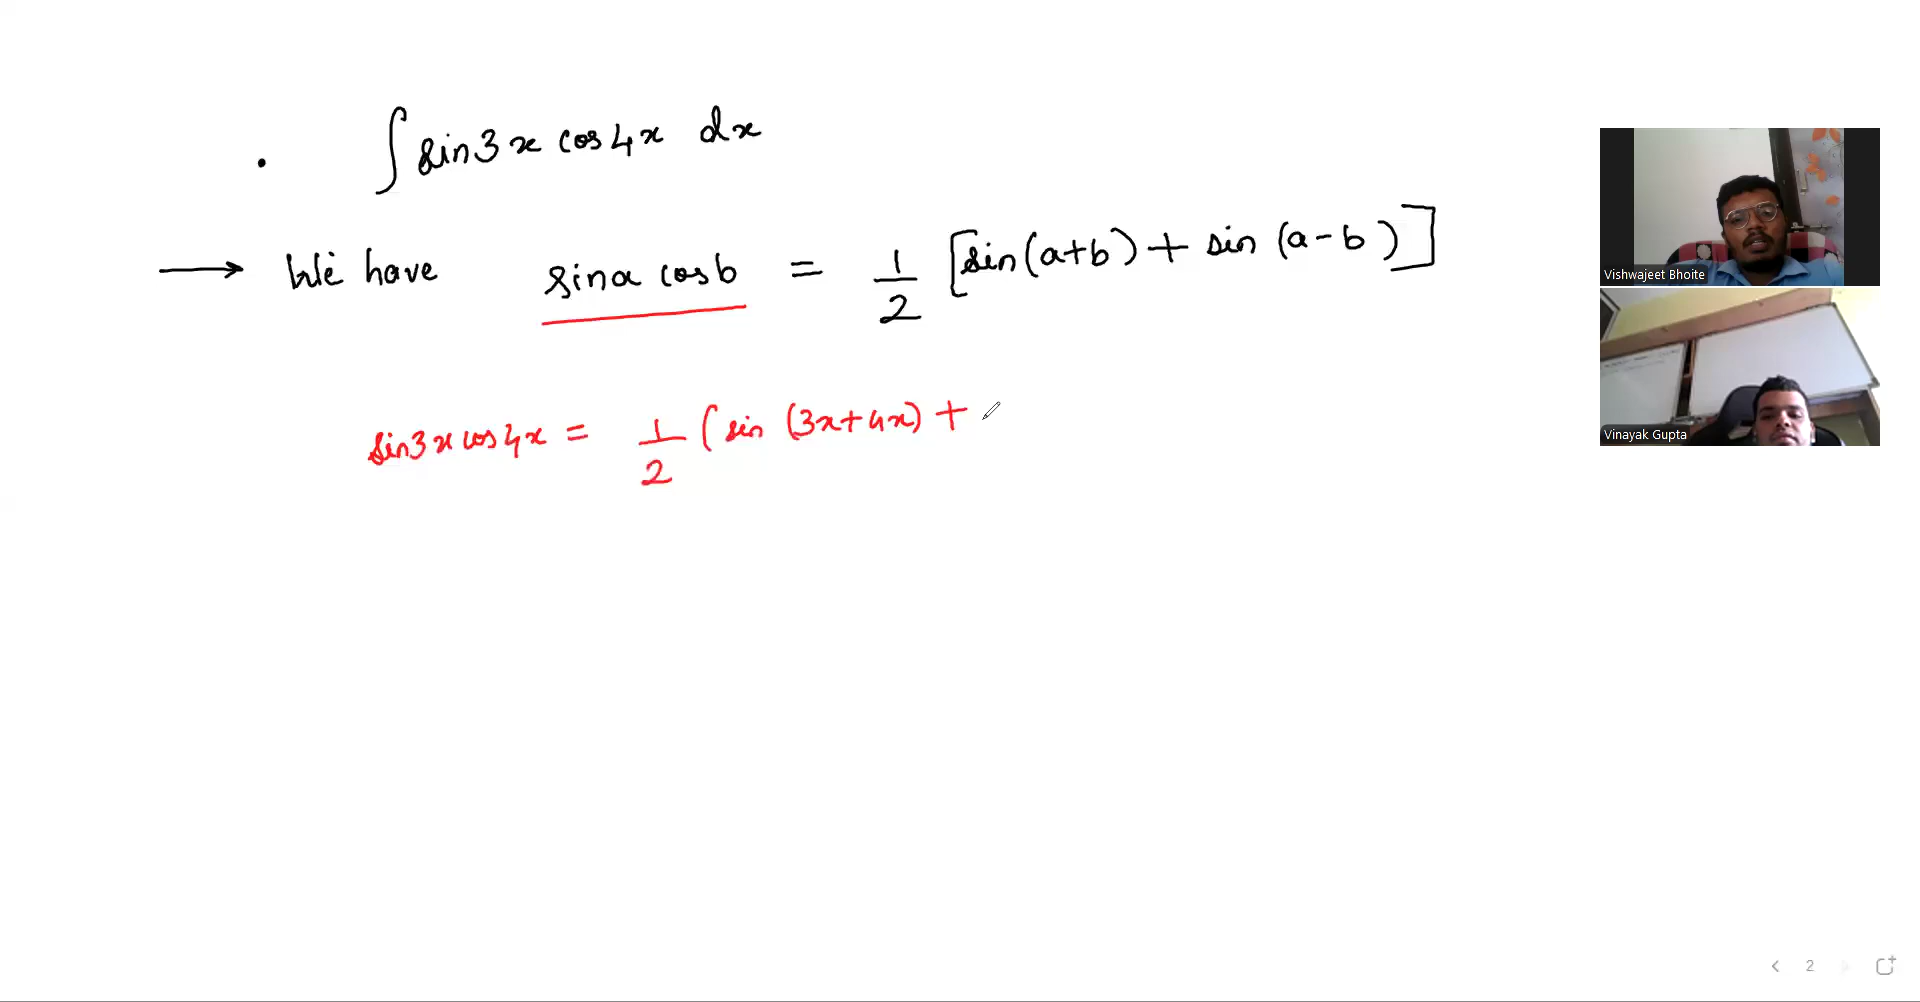 ∫ sin3x cos4x dx
→ We have sina cosb = 1/2 [sin(a+b) + sin(a-b)]
sin3x cos4x = 1/2 (sin (3x+4x) +
Vishwajeet Bhoite
Vinayak Gupta
2